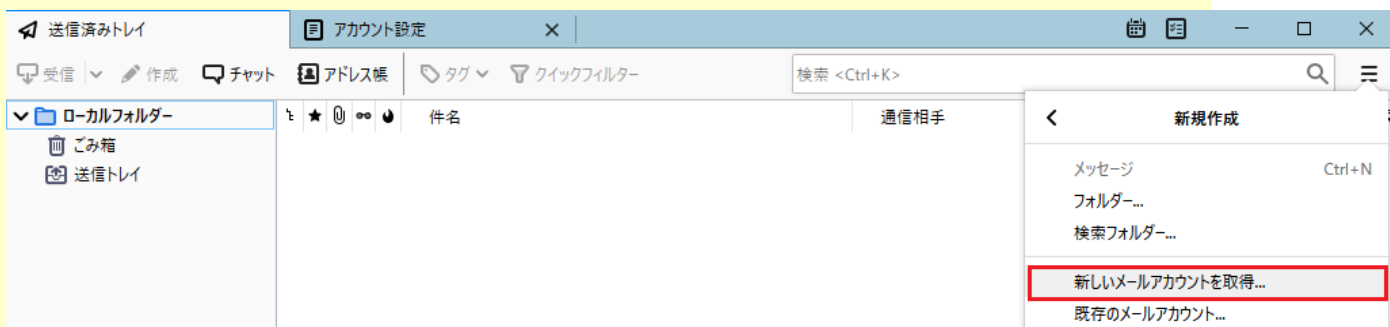 送信済みトレイ アカウント設定
受信 作成 チャット アドレス帳 タグ クイックフィルター 検索 <Ctrl+K>
ローカルフォルダー 件名 通信相手
ごみ箱
送信トレイ
新規作成
メッセージ Ctrl+N
フォルダー...
検索フォルダー...
新しいメールアカウントを取得...
既存のメールアカウント...